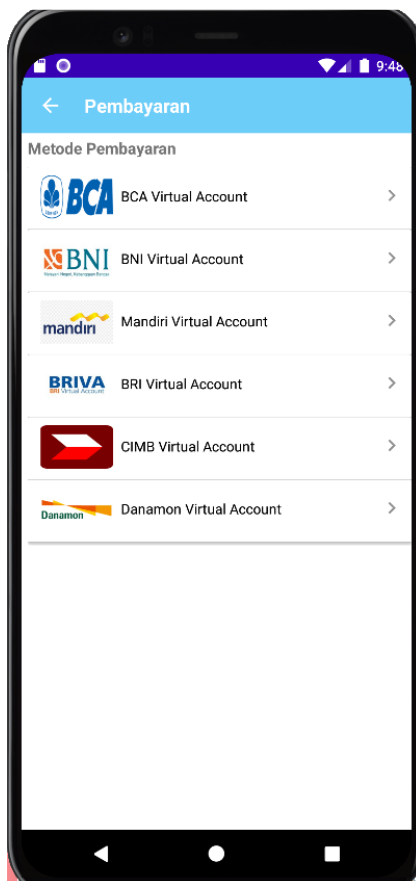 9:48
Pembayaran
Metode Pembayaran
BCA BCA Virtual Account
BNI BNI Virtual Account
mandiri Mandiri Virtual Account
BRIVA BRI Virtual Account
BRI Virtual Account
CIMB Virtual Account
Danamon Danamon Virtual Account